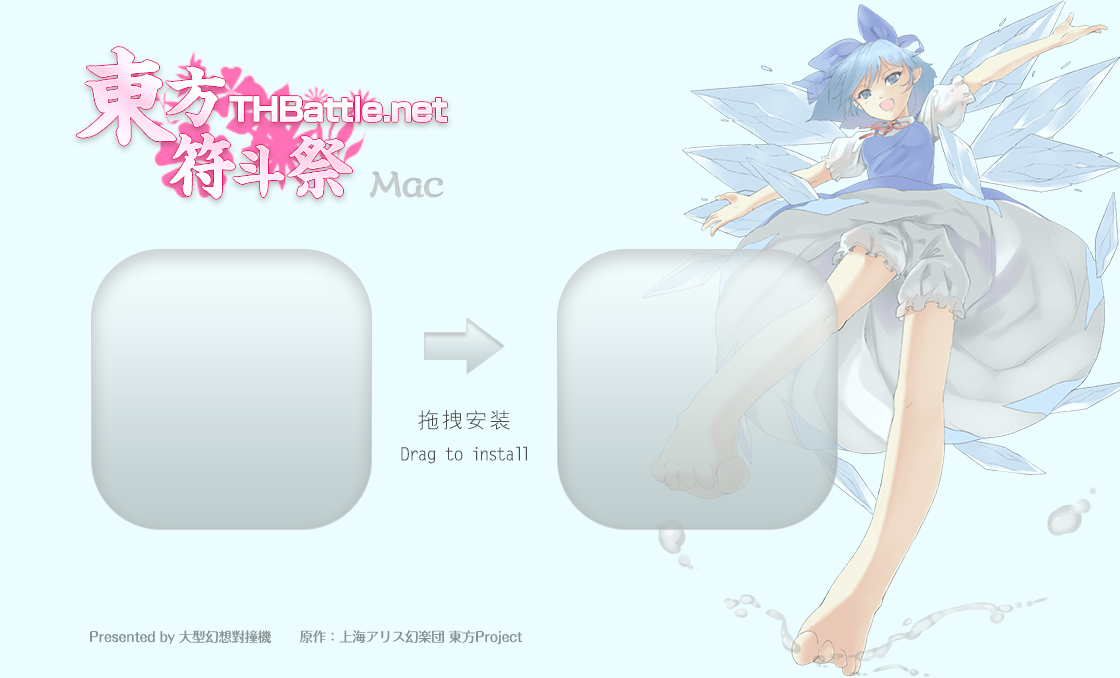 東方
THBattle.net
符斗祭
Mac
拖拽安装
Drag to install
Presented by 大型幻想對撞機 原作：上海アリス幻楽団 東方Project